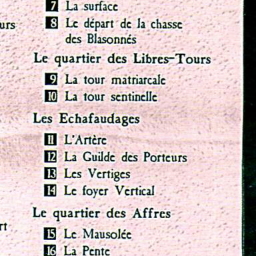 7 La surface
urs
8 Le départ de la chasse
des Blasonnés
Le quartier des Libres-Tours
9 La tour matriarcale
10 La tour sentinelle
Les Echafaudages
11 L'Artère
12 La Guilde des Porteurs
13 Les Vertiges
14 Le foyer Vertical
Le quartier des Affres
rt
15 Le Mausolée
16 La Pente